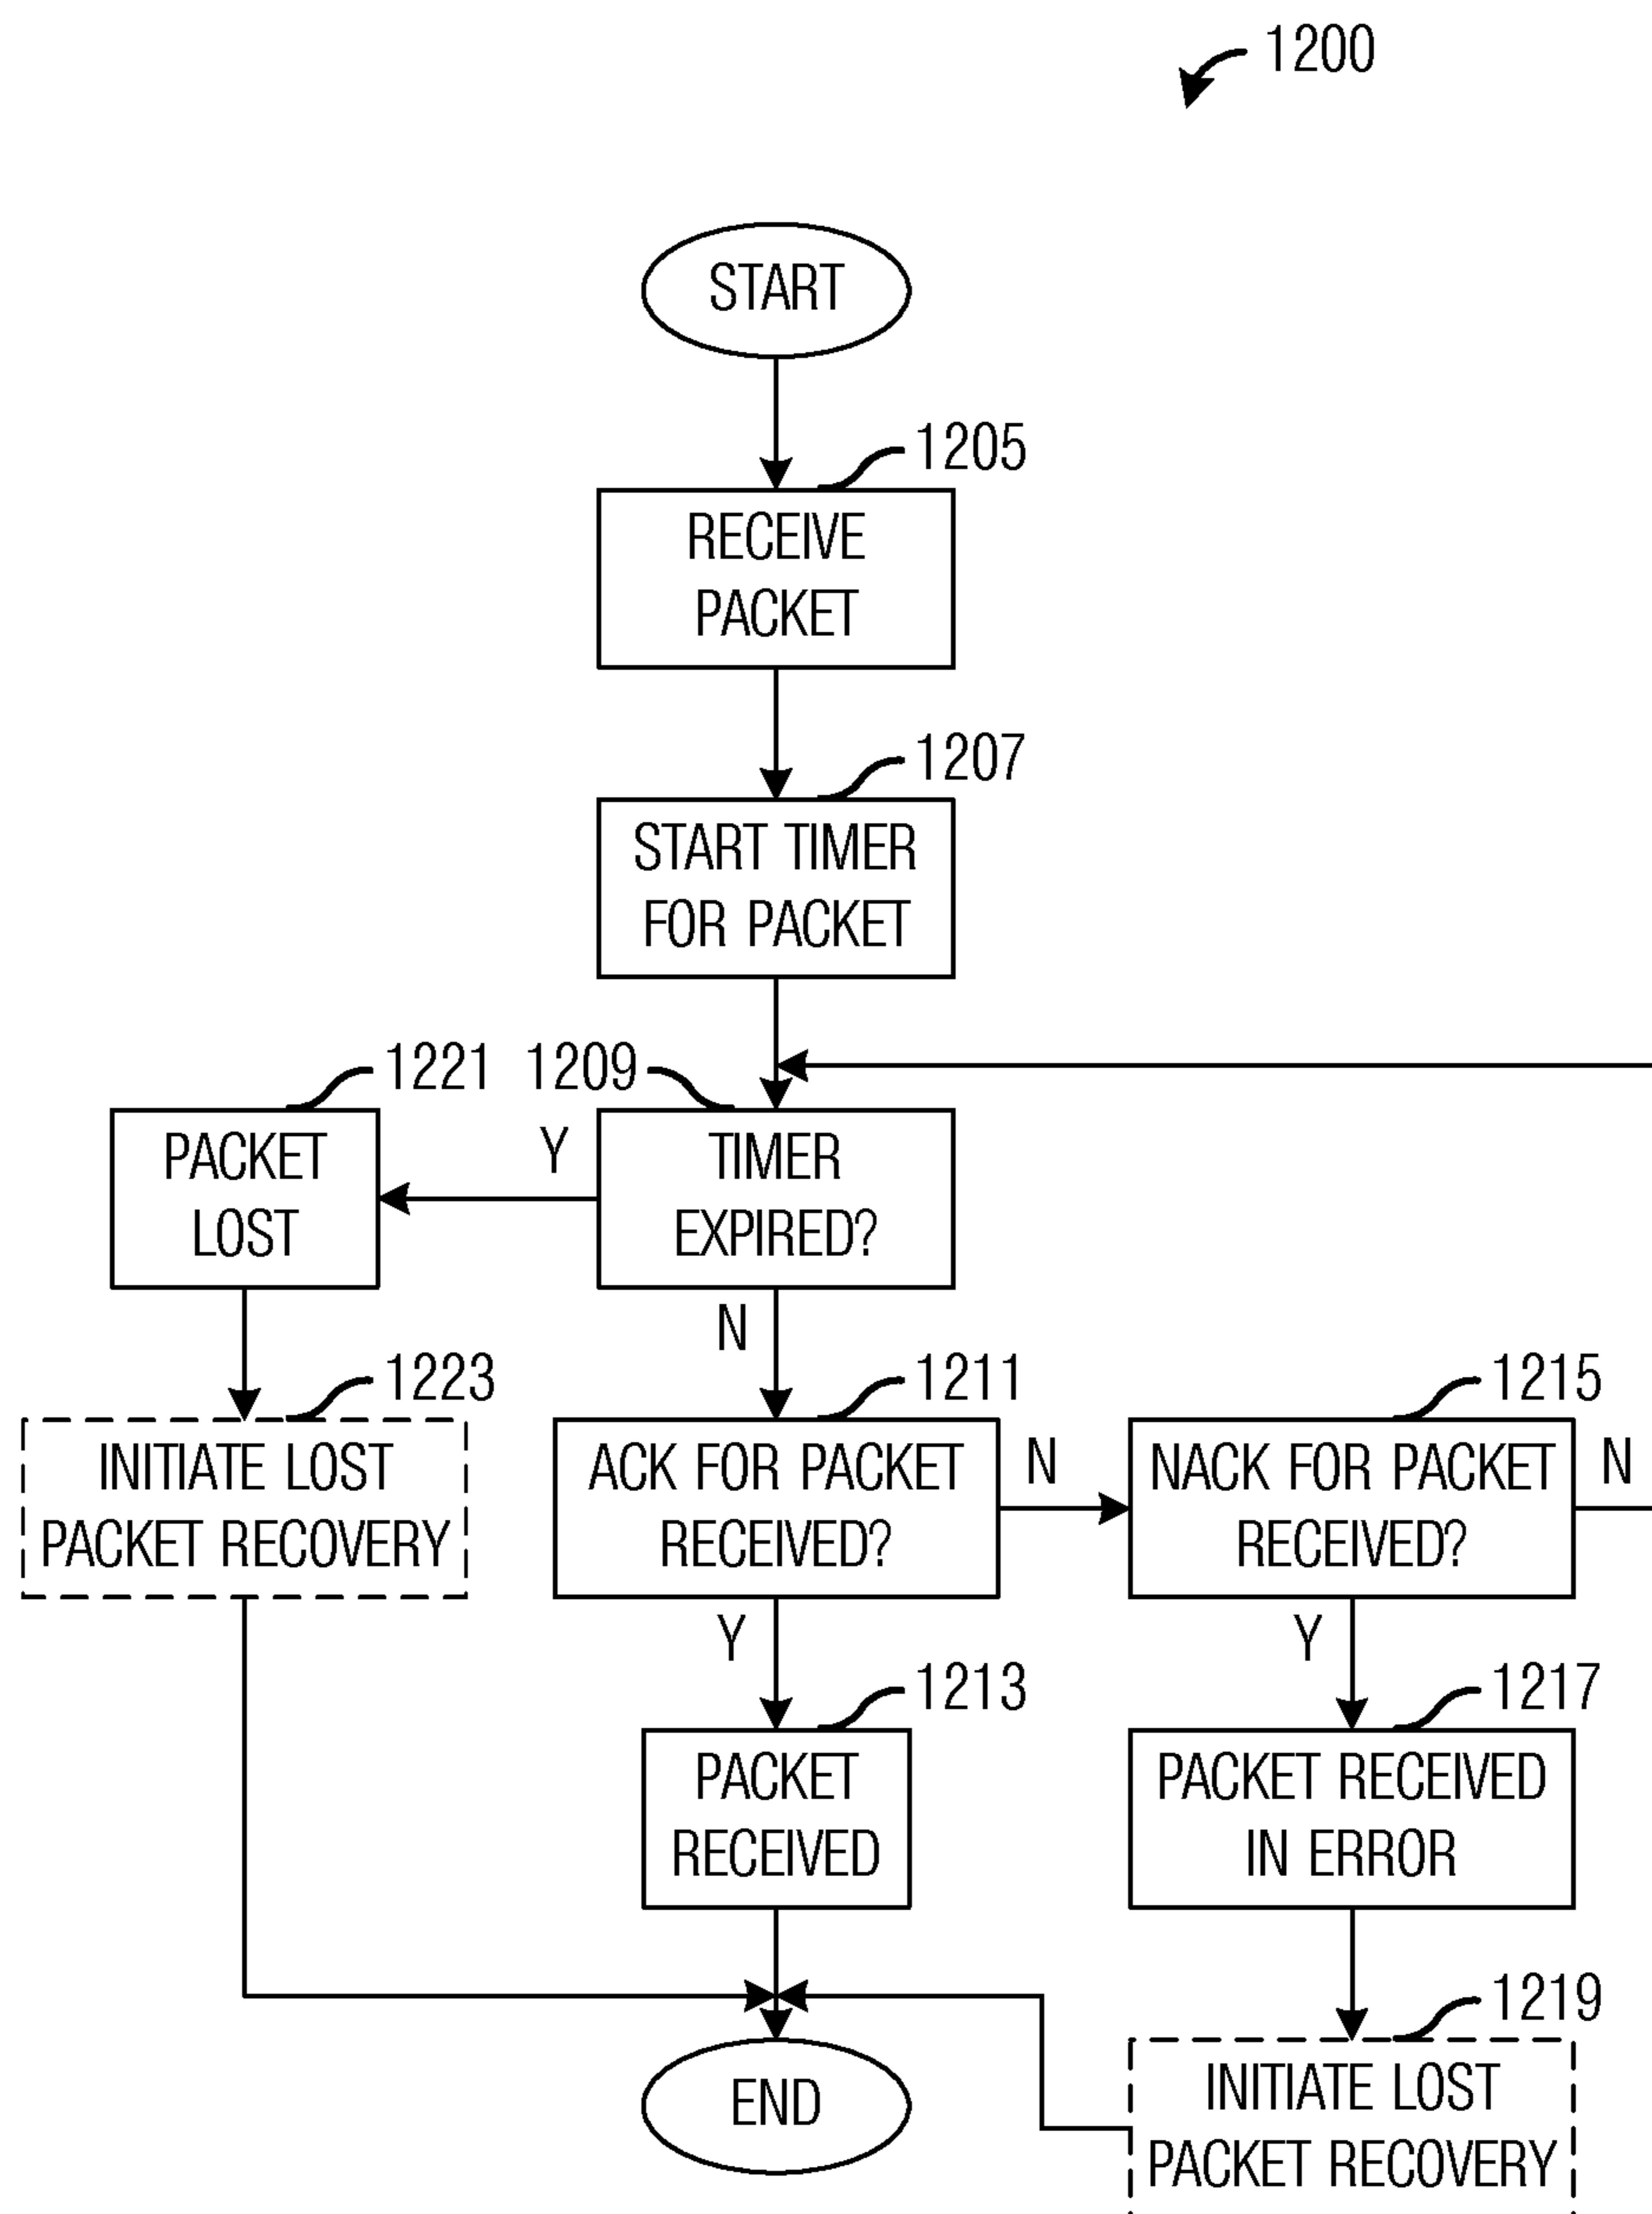 1200
START
1205
RECEIVE
PACKET
1207
START TIMER
FOR PACKET
1221
1209
PACKET
LOST
Y
TIMER
EXPIRED?
N
1223
1211
1215
INITIATE LOST
PACKET RECOVERY
ACK FOR PACKET
RECEIVED?
N
NACK FOR PACKET
RECEIVED?
N
Y
Y
1213
1217
PACKET
RECEIVED
PACKET RECEIVED
IN ERROR
1219
END
INITIATE LOST
PACKET RECOVERY